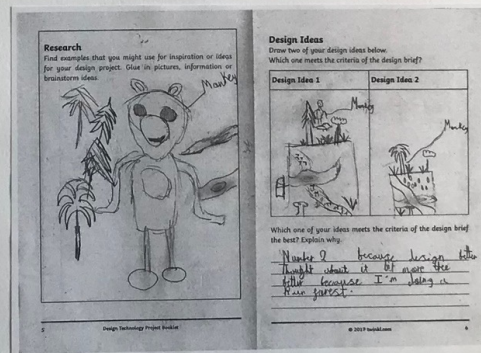 Research
Find examples that you might use for inspiration or ideas
for your design project. Glue in pictures, information or
brainstorm ideas.
Monkey
5
Design Technology Project Booklet
Design Ideas
Draw two of your design ideas below.
Which one meets the criteria of the design brief?
Design Idea 1
Design Idea 2
Monkey
Monkey
Which one of your ideas meets the criteria of the design brief
the best? Explain why.
Number 2 because design better
thought about it bit more tree
better because I'm doing a
forest.
© 2017 twinkl.com
6